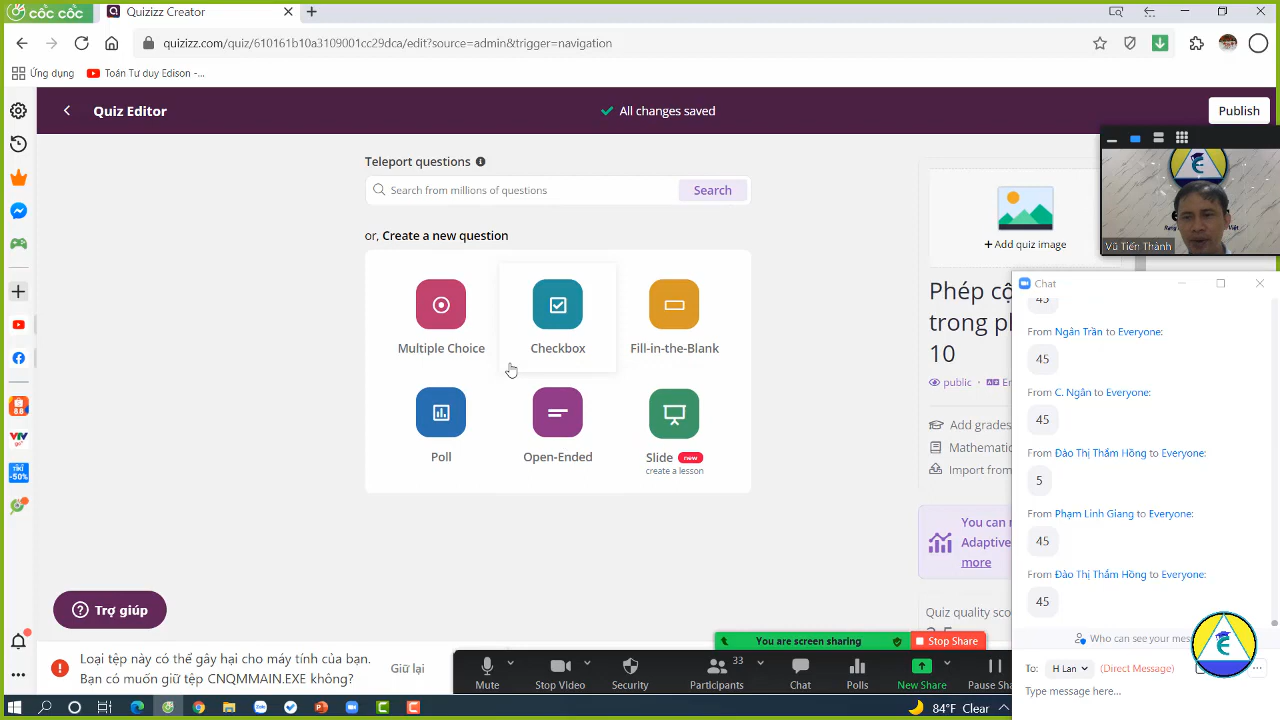 cốc cốc
Quizizz Creator
quizizz.com/quiz/610161b10a3109001cc29dca/edit?source=admin&trigger=navigation
Ứng dụng
Toán Tư duy Edison -...
Quiz Editor
All changes saved
Publish
Teleport questions
Search from millions of questions
Search
or, Create a new question
Multiple Choice
Checkbox
Fill-in-the-Blank
Poll
Open-Ended
Slide new
create a lesson
+ Add quiz image
Phép cộ
trong p
10
public
En
Add grades
Mathematic
Import from
You can
Adaptive
more
Quiz quality sco
Vũ Tiến Thành
Chat
45
From Ngân Trần to Everyone:
45
From C. Ngân to Everyone:
45
From Đào Thị Thắm Hồng to Everyone:
5
From Phạm Linh Giang to Everyone:
45
From Đào Thị Thắm Hồng to Everyone:
45
Who can see your mes
To: H Lan (Direct Message)
Type message here...
Trợ giúp
You are screen sharing
Stop Share
Loại tệp này có thể gây hại cho máy tính của bạn.
Bạn có muốn giữ tệp CNQMMAIN.EXE không?
Giữ lại
Mute
Stop Video
Security
33
Participants
Chat
Polls
New Share
Pause Sh
84°F Clear